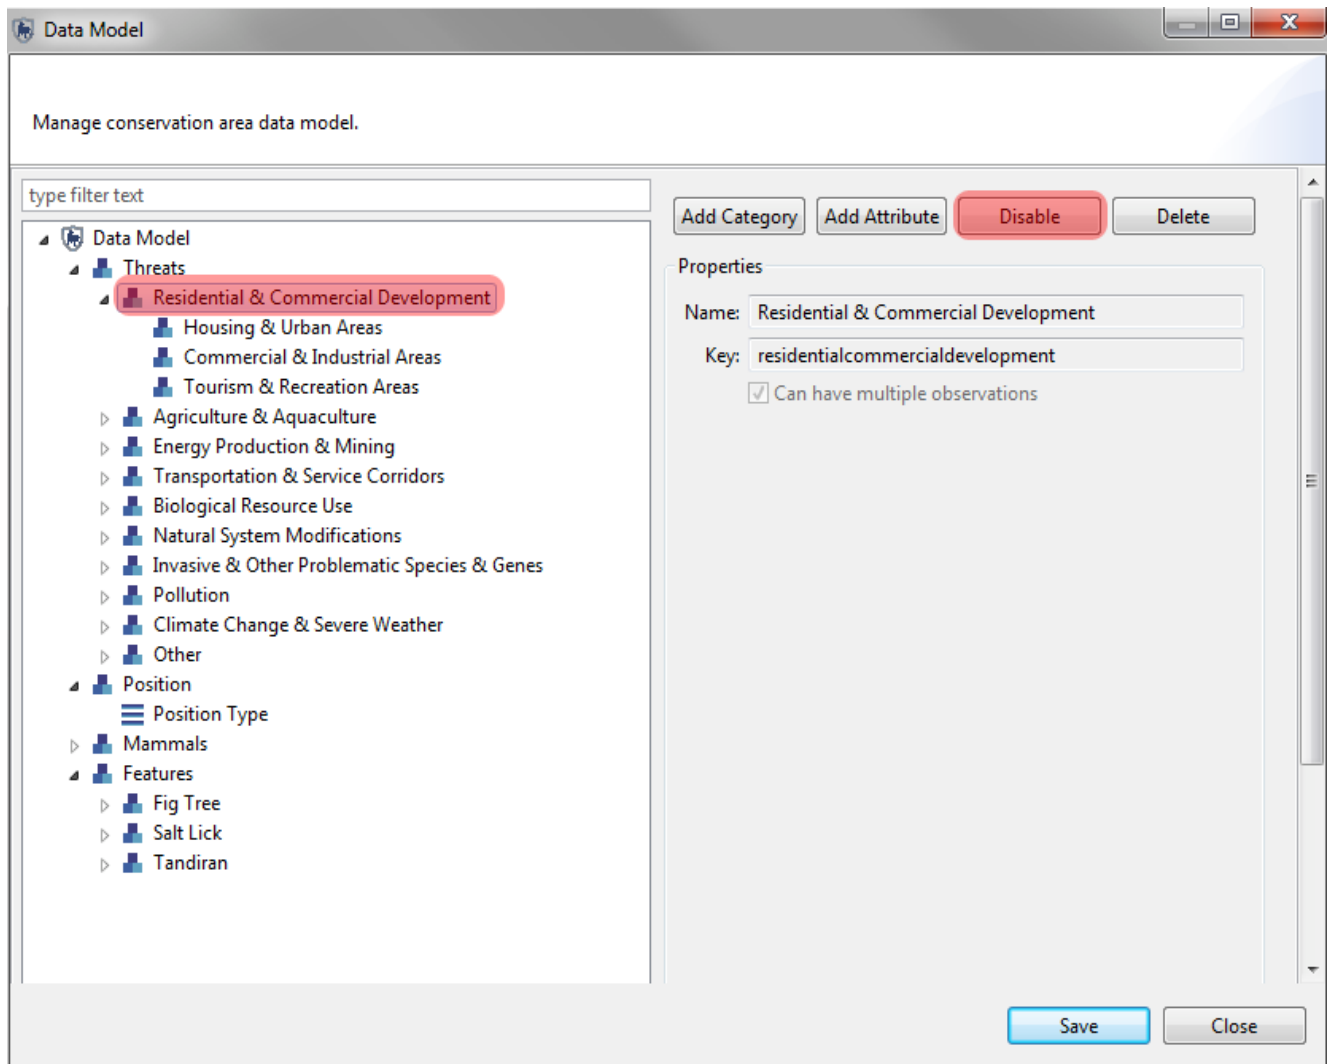 Data Model
Manage conservation area data model.
type filter text
Data Model
Threats
Residential & Commercial Development
Housing & Urban Areas
Commercial & Industrial Areas
Tourism & Recreation Areas
Agriculture & Aquaculture
Energy Production & Mining
Transportation & Service Corridors
Biological Resource Use
Natural System Modifications
Invasive & Other Problematic Species & Genes
Pollution
Climate Change & Severe Weather
Other
Position
Position Type
Mammals
Features
Fig Tree
Salt Lick
Tandiran
Add Category Add Attribute Disable Delete
Properties
Name: Residential & Commercial Development
Key: residentialcommercialdevelopment
Can have multiple observations
Save Close